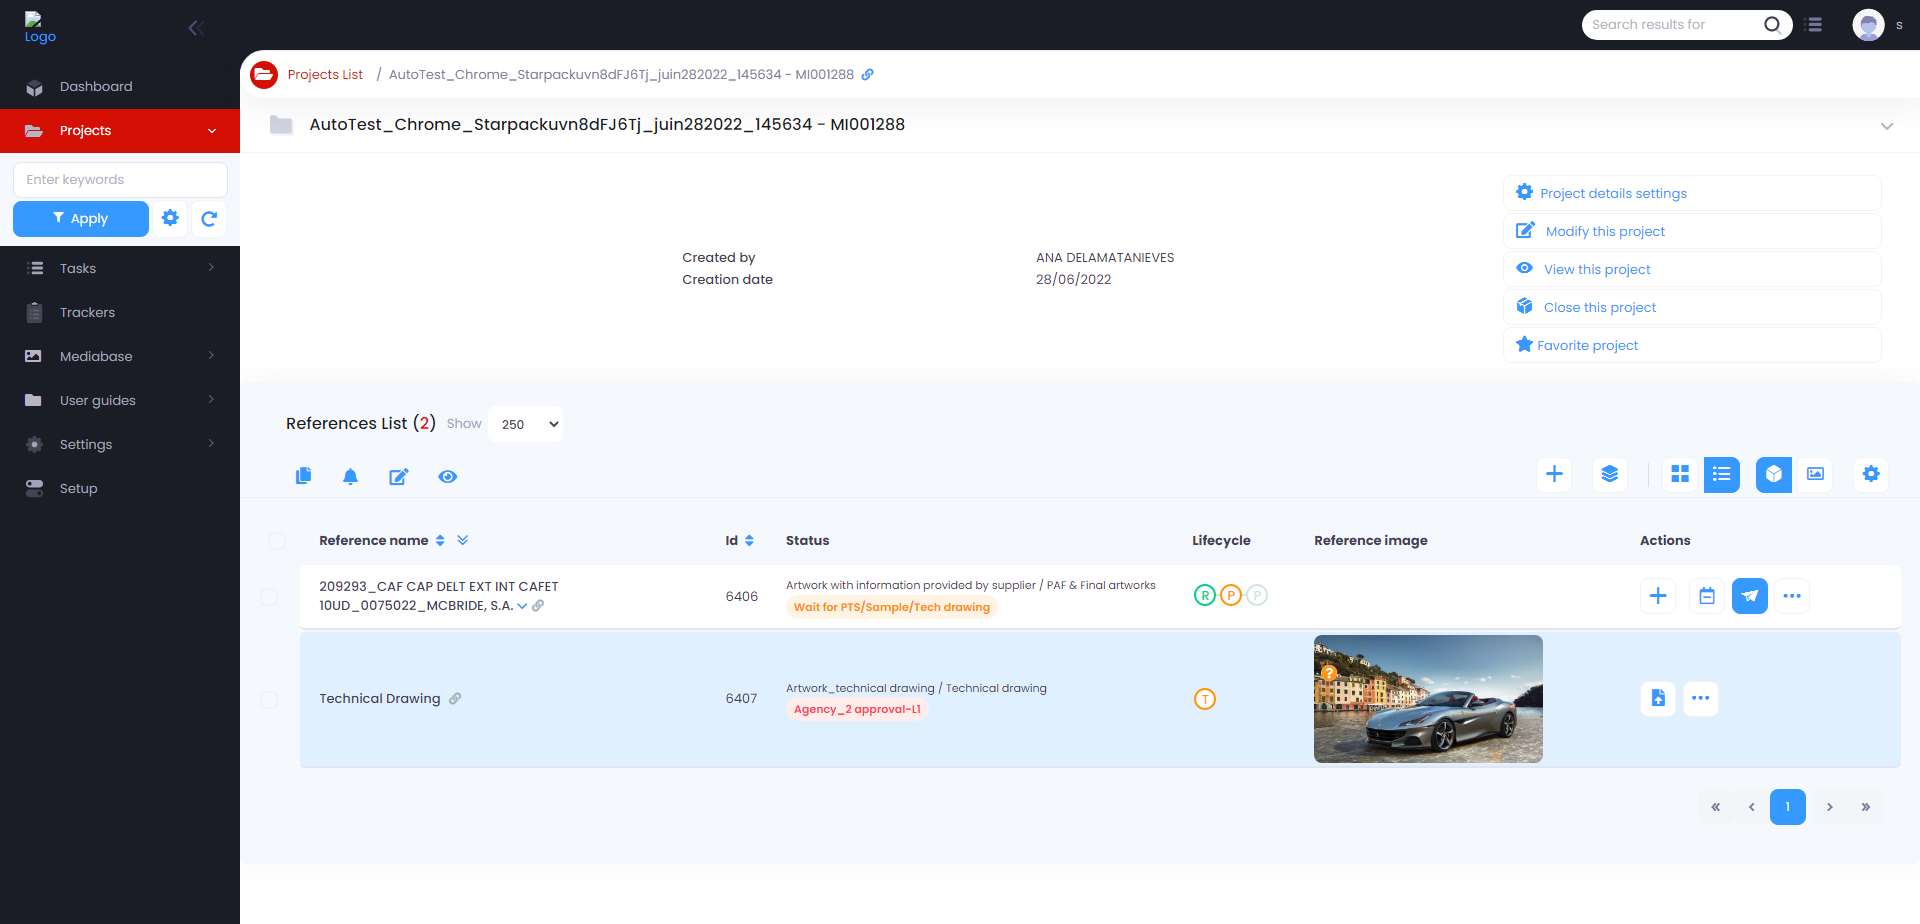 Logo
Search results for
s
Dashboard
Projects
Enter keywords
Apply
Tasks
Trackers
Mediabase
User guides
Settings
Setup
Projects List / AutoTest_Chrome_Starpackuvn8dFJ6Tj_juin282022_145634 - MI001288
AutoTest_Chrome_Starpackuvn8dFJ6Tj_juin282022_145634 - MI001288
Created by ANA DELAMATANIEVES
Creation date 28/06/2022
Project details settings
Modify this project
View this project
Close this project
Favorite project
References List (2) Show 250
Reference name Id Status Lifecycle Reference image Actions
209293_CAF CAP DELT EXT INT CAFET
10UD_0075022_MCBRIDE, S.A.
6406
Artwork with information provided by supplier / PAF & Final artworks
Wait for PTS/Sample/Tech drawing
R P P
Technical Drawing
6407
Artwork_technical drawing / Technical drawing
Agency_2 approval-L1
T
?
« ‹ 1 › »